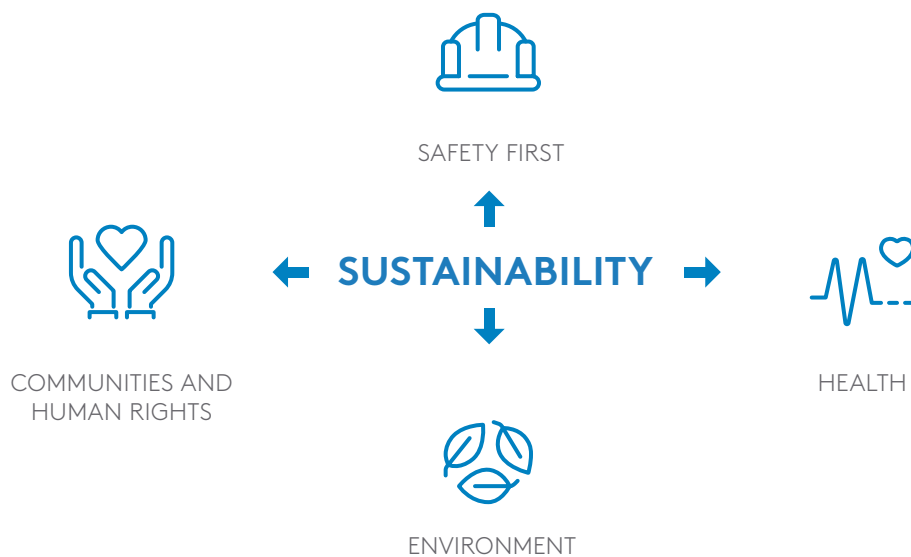 SAFETY FIRST
SUSTAINABILITY
COMMUNITIES AND
HUMAN RIGHTS
HEALTH
ENVIRONMENT